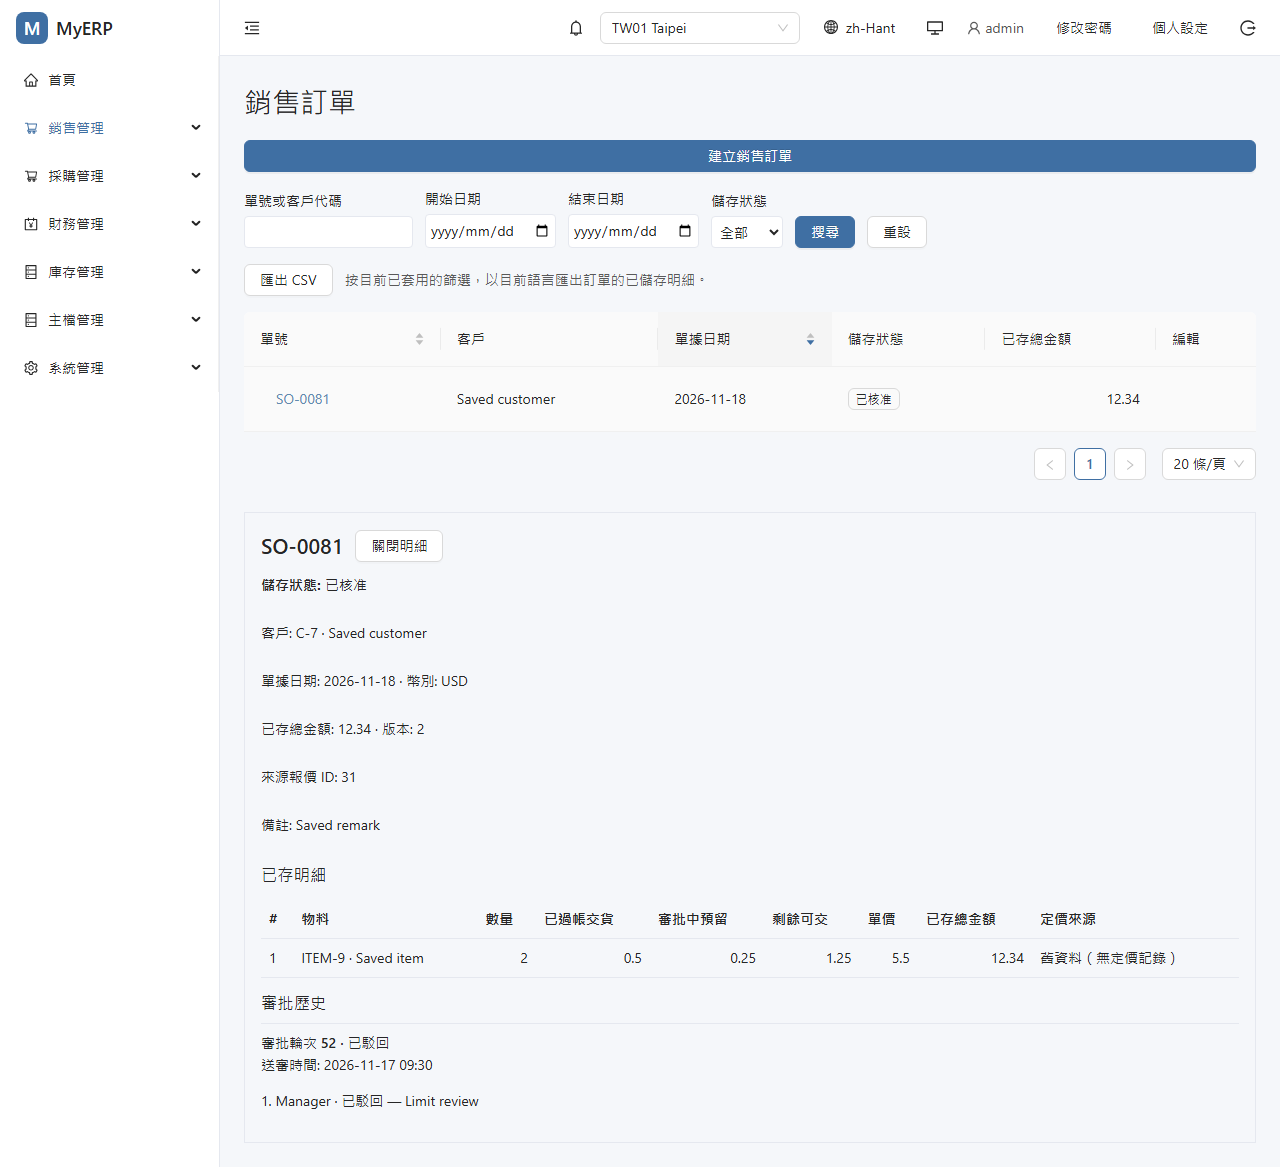 M MyERP
TW01 Taipei zh-Hant admin 修改密碼 個人設定
首頁
銷售管理
採購管理
財務管理
庫存管理
主檔管理
系統管理
銷售訂單
建立銷售訂單
單號或客戶代碼 開始日期 結束日期 儲存狀態
yyyy/mm/dd yyyy/mm/dd 全部 搜尋 重設
匯出 CSV 按目前已套用的篩選，以目前語言匯出訂單的已儲存明細。
單號 客戶 單據日期 儲存狀態 已存總金額 編輯
SO-0081 Saved customer 2026-11-18 已核准 12.34
< 1 > 20 條/頁
SO-0081 關閉明細
儲存狀態: 已核准
客戶: C-7 · Saved customer
單據日期: 2026-11-18 · 幣別: USD
已存總金額: 12.34 · 版本: 2
來源報價 ID: 31
備註: Saved remark
已存明細
# 物料 數量 已過帳交貨 審批中預留 剩餘可交 單價 已存總金額 定價來源
1 ITEM-9 · Saved item 2 0.5 0.25 1.25 5.5 12.34 舊資料（無定價記錄）
審批歷史
審批輪次 52 · 已駁回
送審時間: 2026-11-17 09:30
1. Manager · 已駁回 — Limit review